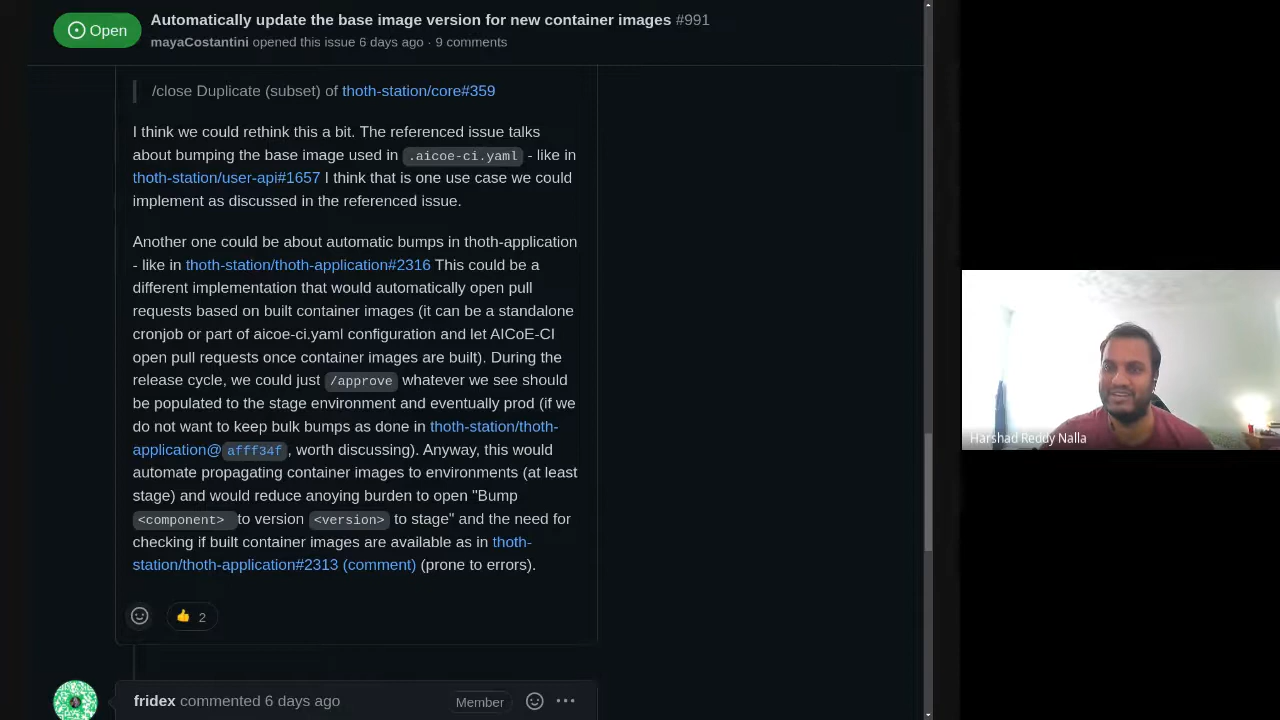 Open
Automatically update the base image version for new container images #991
mayaCostantini opened this issue 6 days ago · 9 comments
/close Duplicate (subset) of thoth-station/core#359
I think we could rethink this a bit. The referenced issue talks
about bumping the base image used in .aicoe-ci.yaml - like in
thoth-station/user-api#1657 I think that is one use case we could
implement as discussed in the referenced issue.
Another one could be about automatic bumps in thoth-application
- like in thoth-station/thoth-application#2316 This could be a
different implementation that would automatically open pull
requests based on built container images (it can be a standalone
cronjob or part of aicoe-ci.yaml configuration and let AICoE-CI
open pull requests once container images are built). During the
release cycle, we could just /approve whatever we see should
be populated to the stage environment and eventually prod (if we
do not want to keep bulk bumps as done in thoth-station/thoth-
application@afff34f, worth discussing). Anyway, this would
automate propagating container images to environments (at least
stage) and would reduce anoying burden to open "Bump
<component> to version <version> to stage" and the need for
checking if built container images are available as in thoth-
station/thoth-application#2313 (comment) (prone to errors).
👍 2
fridex commented 6 days ago
Member
Harshad Reddy Nalla